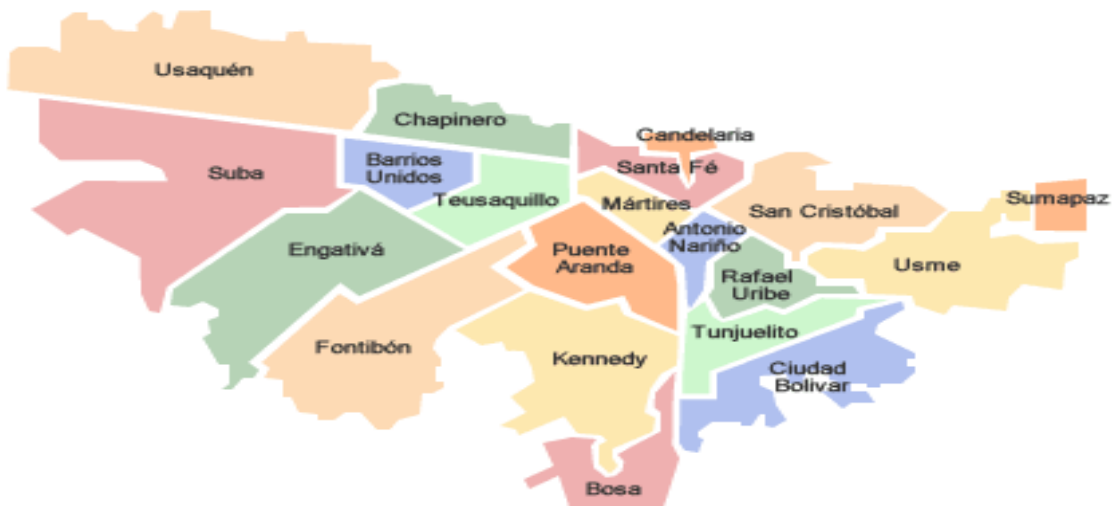 Usaquén
Chapinero
Candelaria
Barrios
Unidos
Santa Fé
Suba
Teusaquillo
Mártires
San Cristóbal
Sumapaz
Antonio
Nariño
Engativá
Puente
Aranda
Usme
Rafael
Uribe
Tunjuelito
Fontibón
Kennedy
Ciudad
Bolivar
Bosa